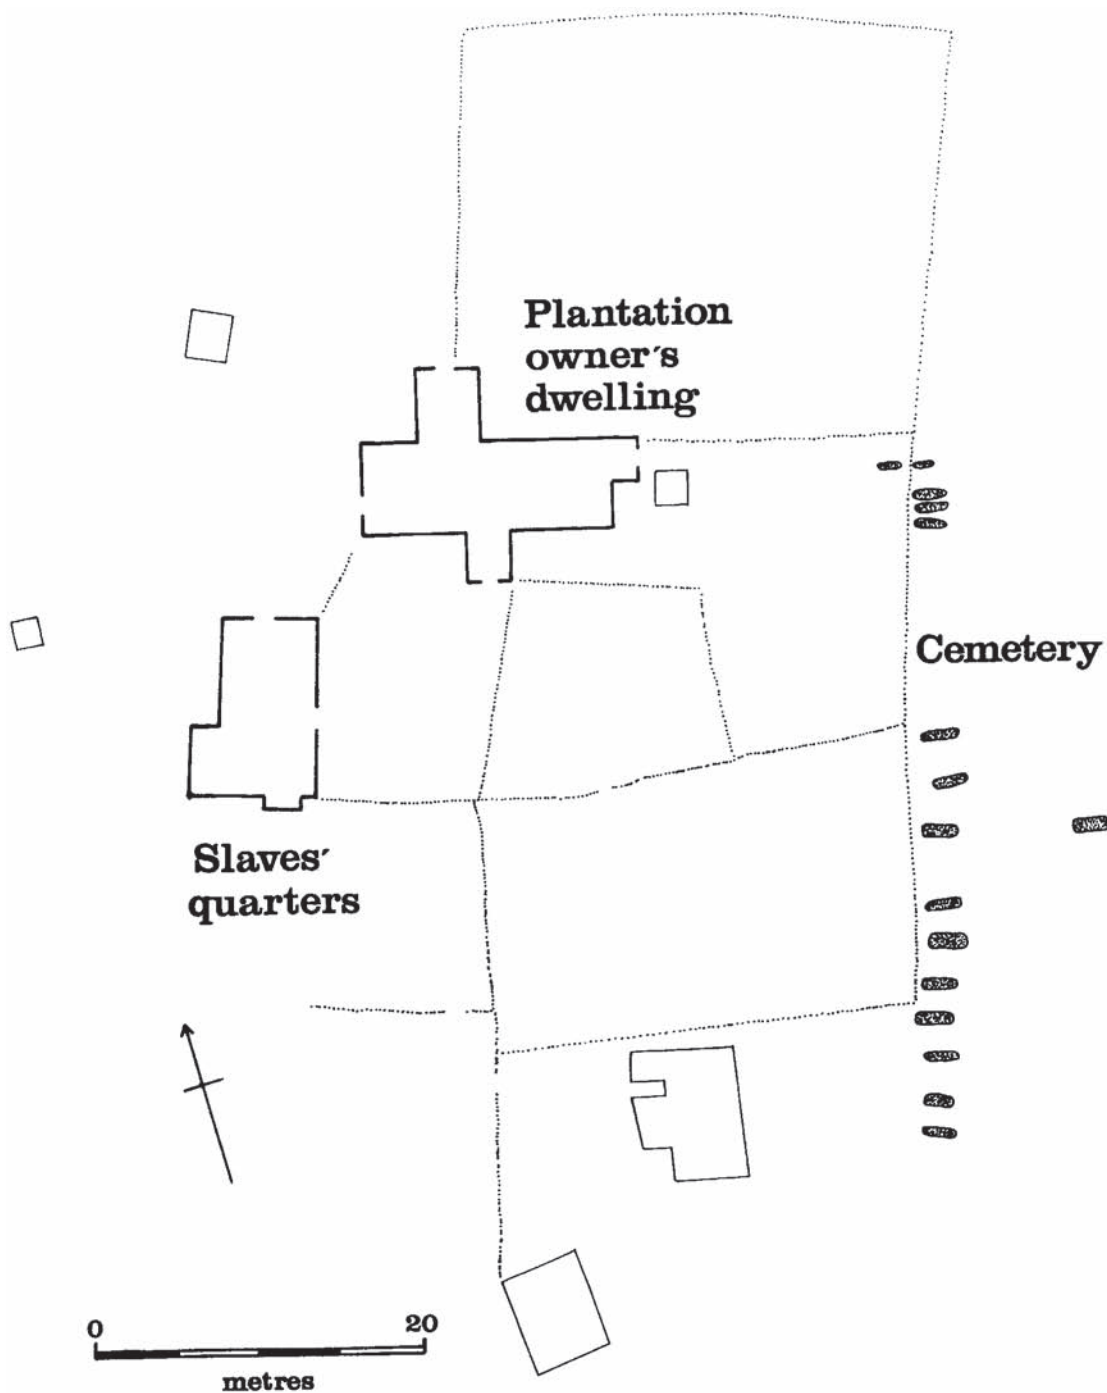 Plantation
owner's
dwelling
Cemetery
Slaves'
quarters
0 20
metres